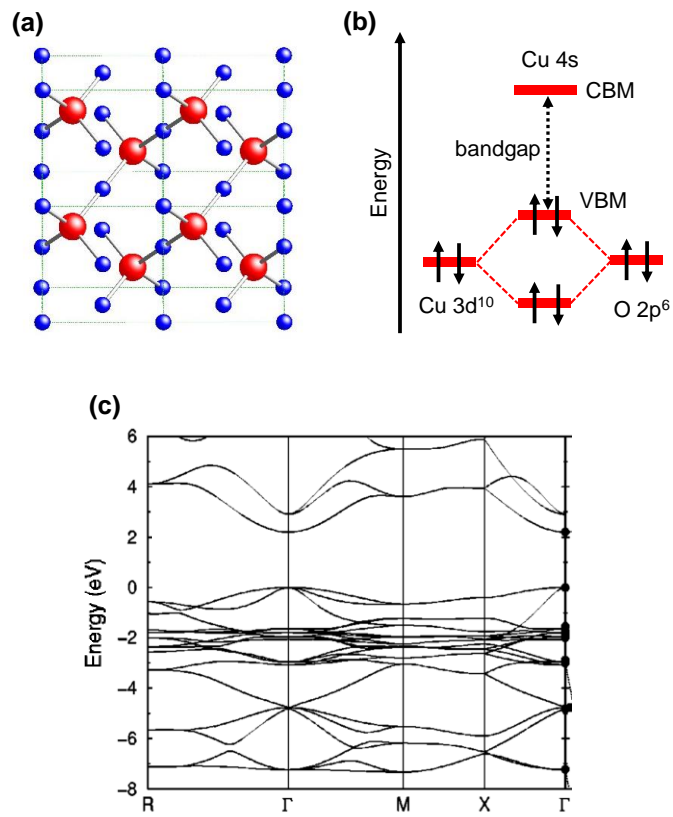 (a)
(b)
Cu 4s
CBM
bandgap
Energy
VBM
Cu 3d¹⁰
O 2p⁶
(c)
6
4
2
0
−2
−4
−6
−8
Energy (eV)
R Γ M X Γ